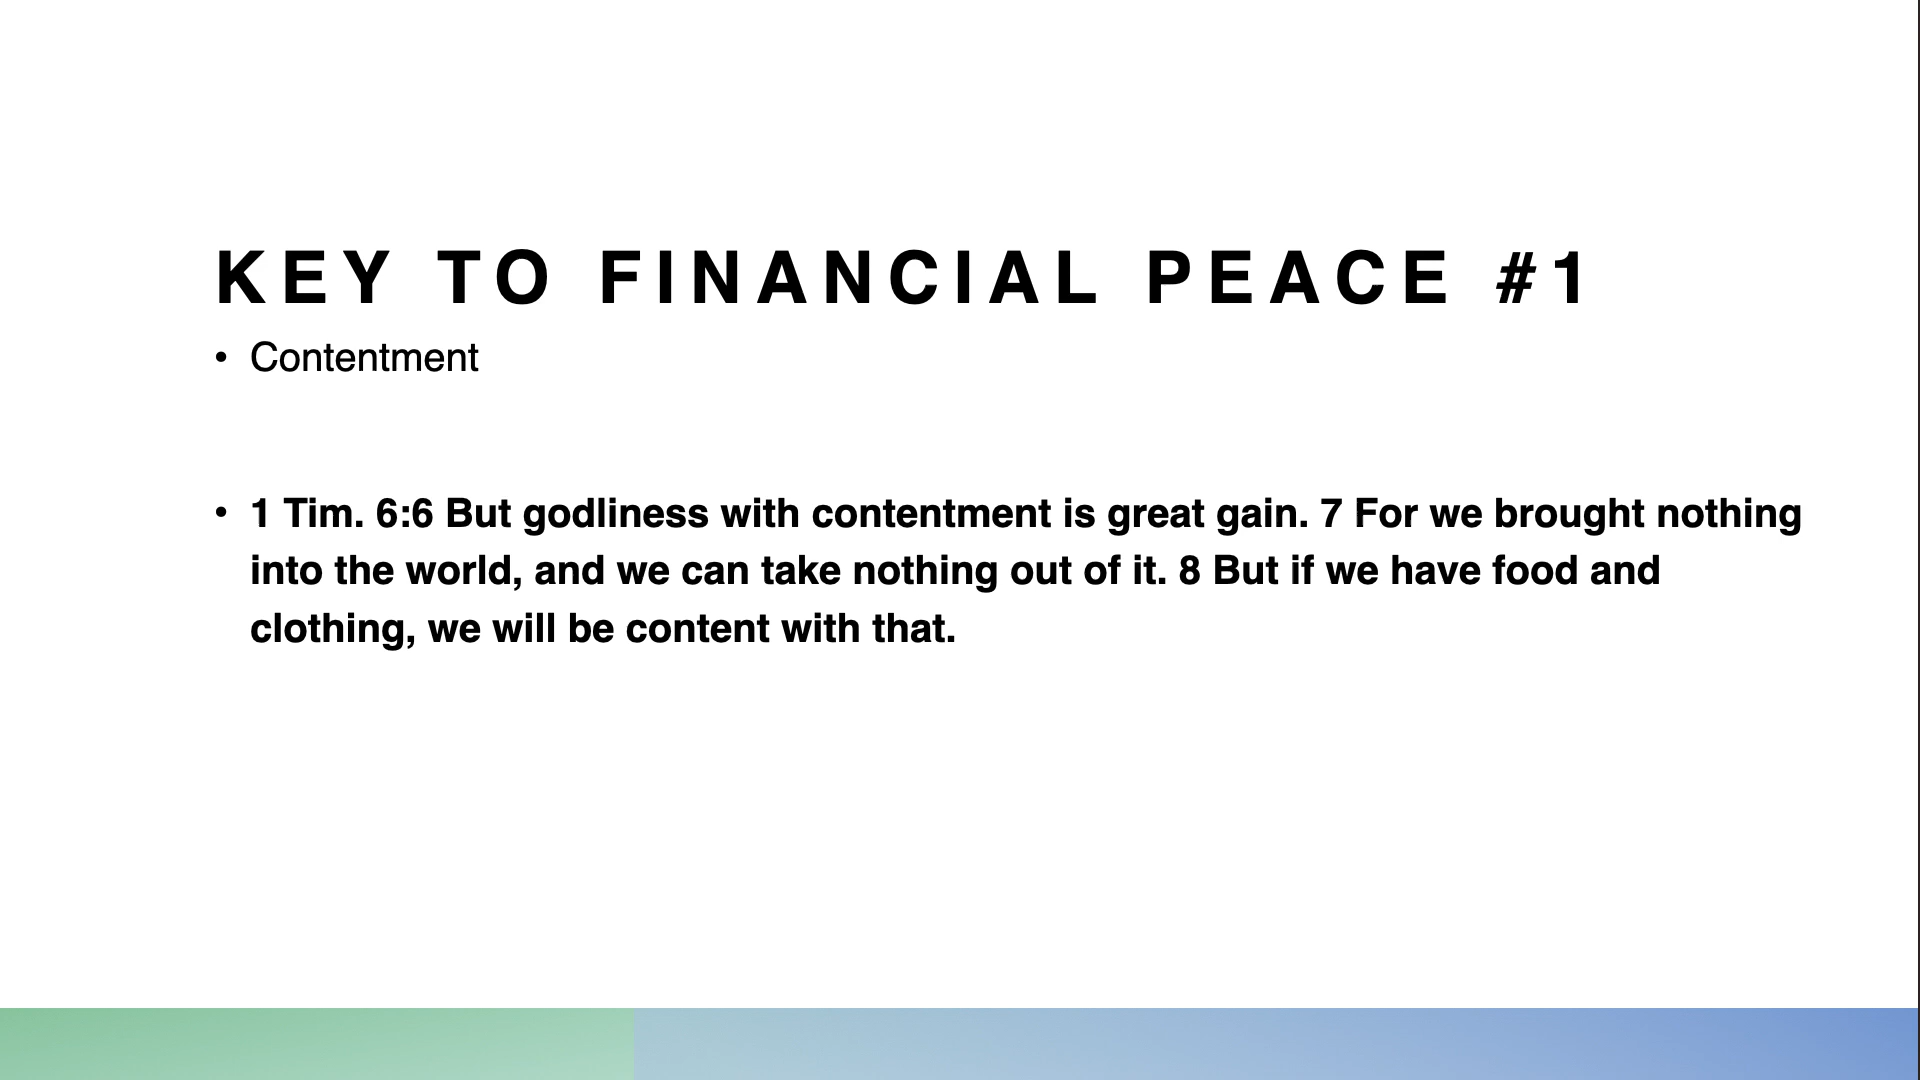 KEY TO FINANCIAL PEACE #1
• Contentment
• 1 Tim. 6:6 But godliness with contentment is great gain. 7 For we brought nothing
into the world, and we can take nothing out of it. 8 But if we have food and
clothing, we will be content with that.